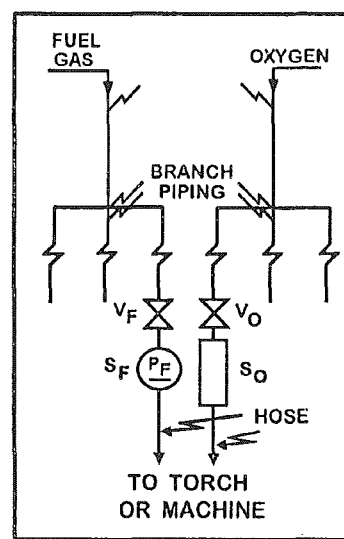 FUEL
GAS
OXYGEN
BRANCH
PIPING
VF
VO
SF
PF
SO
HOSE
TO TORCH
OR MACHINE